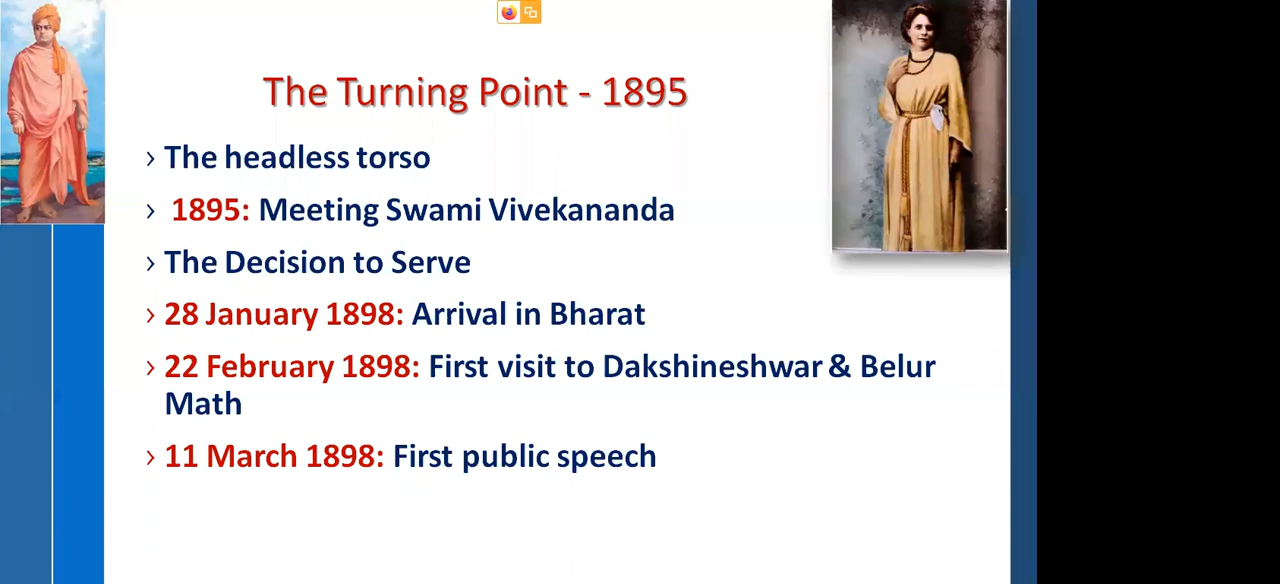 The Turning Point - 1895
› The headless torso
› 1895: Meeting Swami Vivekananda
› The Decision to Serve
› 28 January 1898: Arrival in Bharat
› 22 February 1898: First visit to Dakshineshwar & Belur
Math
› 11 March 1898: First public speech